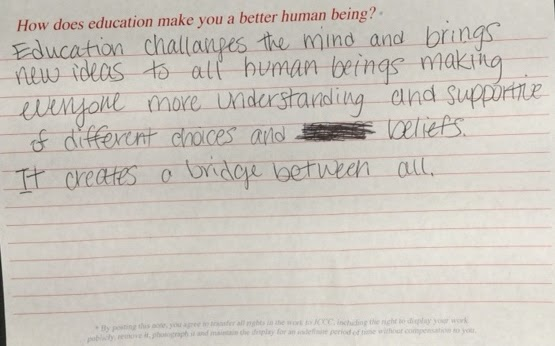 How does education make you a better human being? *
Education challanges the mind and brings
new ideas to all human beings making
everyone more understanding and supportive
of different choices and beliefs.
It creates a bridge between all.
* By posting this note, you agree to transfer all rights in the work to JCCC, including the right to display your work
publicly, remove it, photograph it and maintain the display for an indefinite period of time without compensation to you.